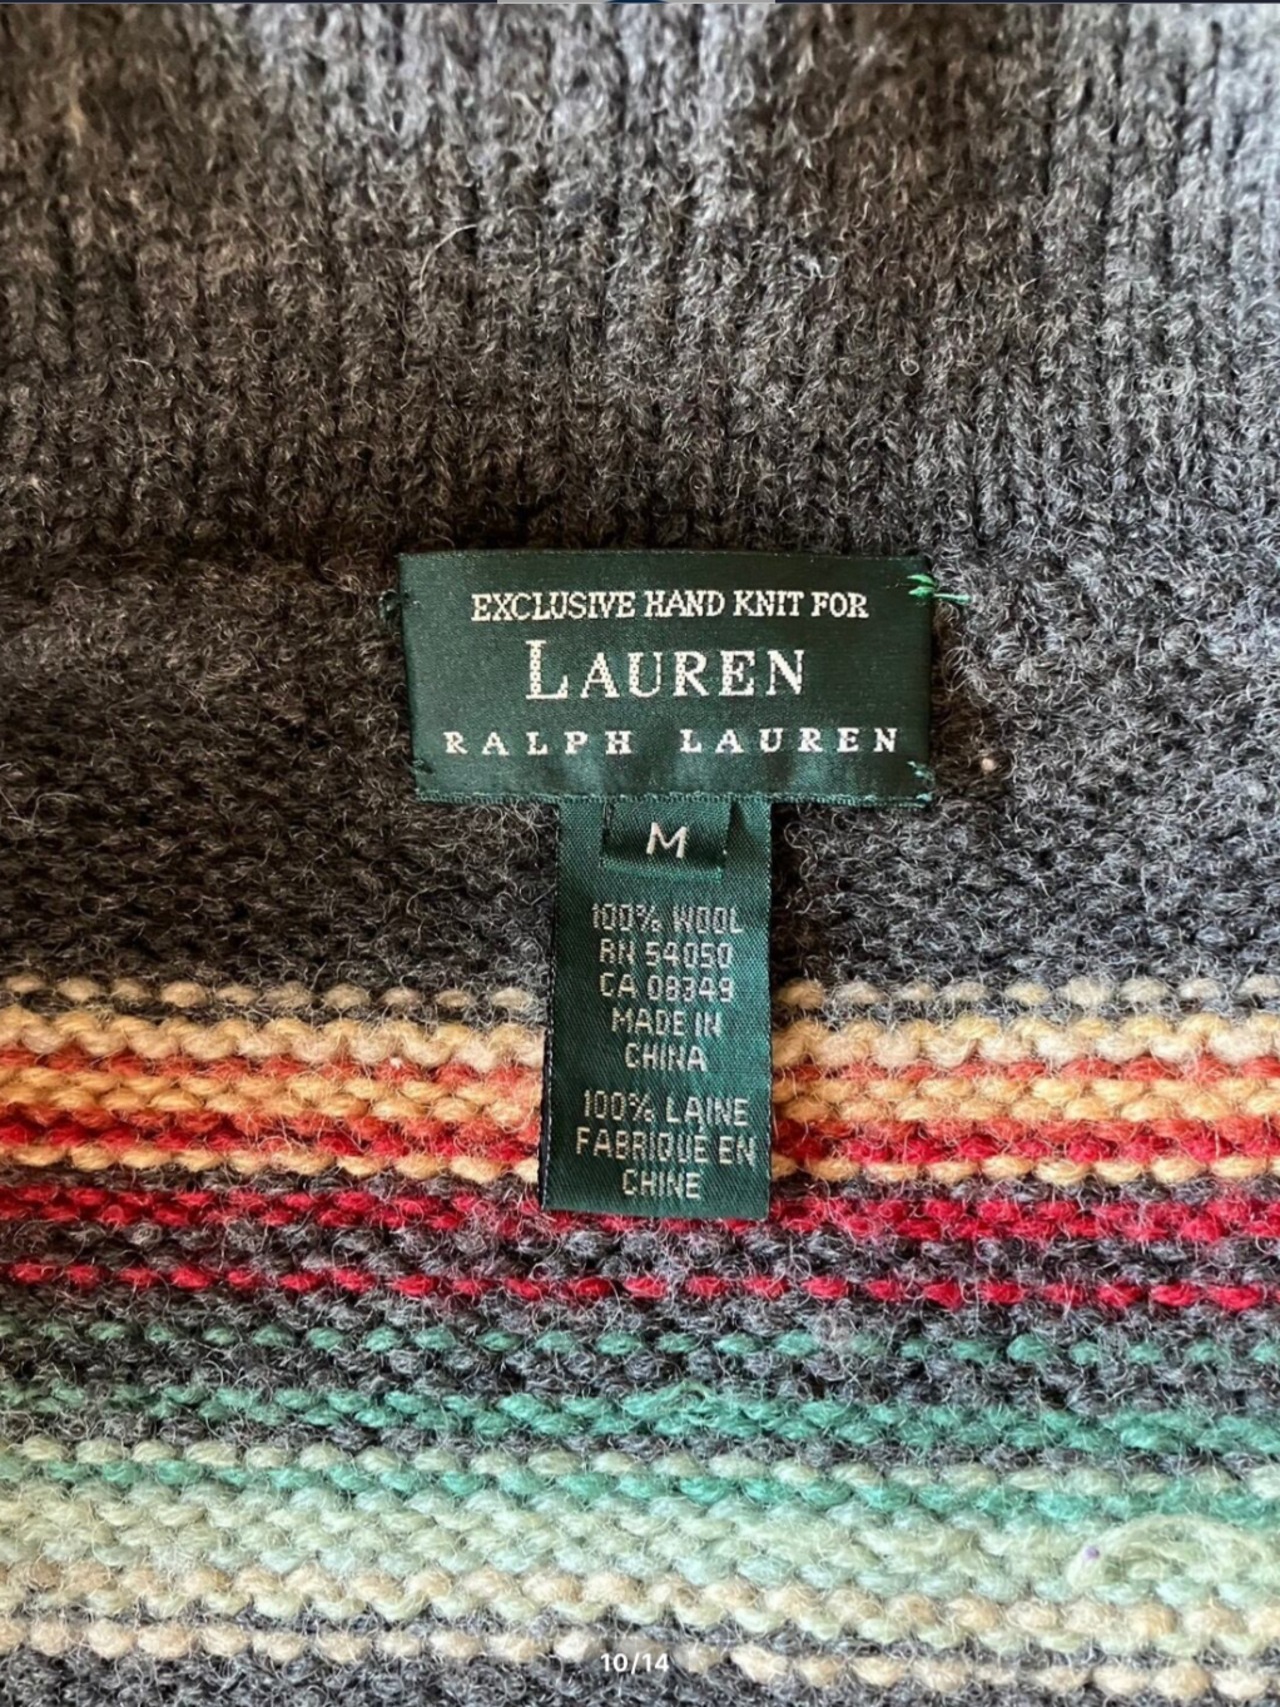 EXCLUSIVE HAND KNIT FOR
LAUREN
RALPH LAUREN
M
100% WOOL
RN 54050
CA 08349
MADE IN
CHINA
100% LAINE
FABRIQUE EN
CHINE
10/14